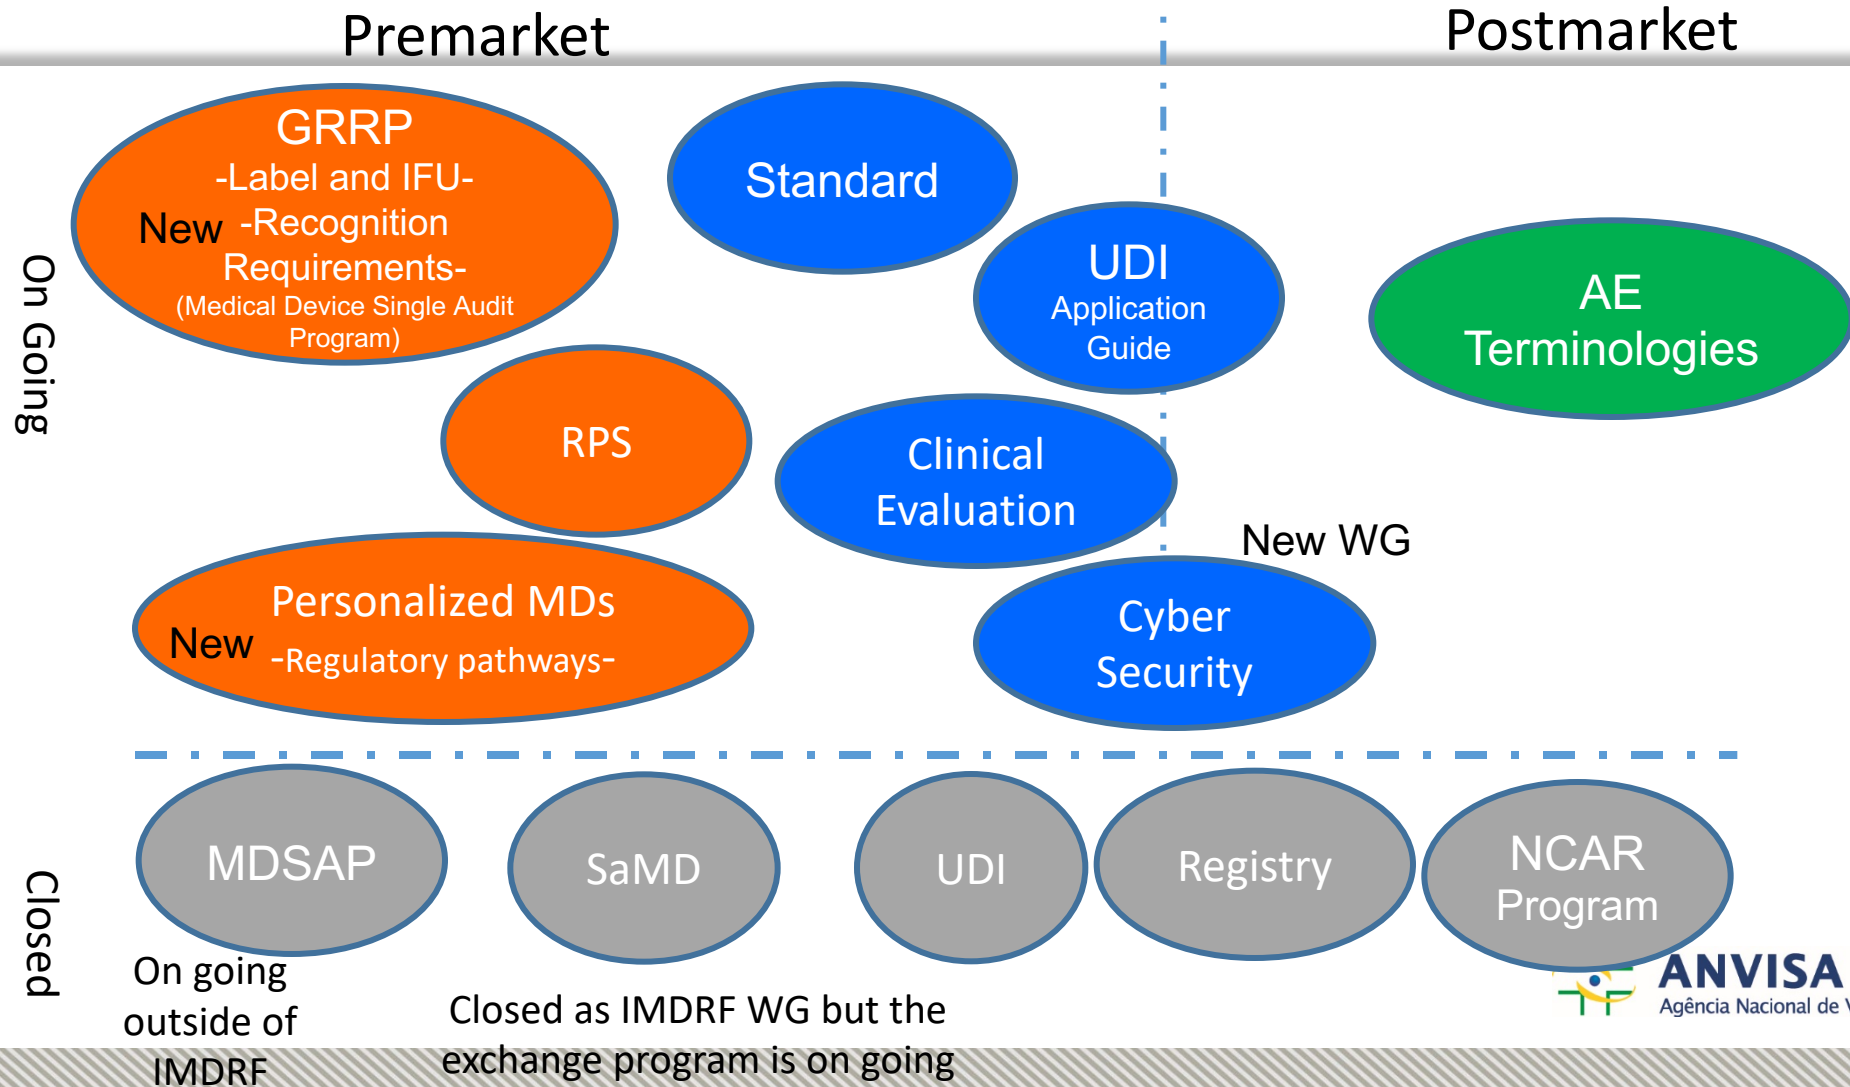 Premarket
Postmarket
On Going
GRRP
-Label and IFU-
New -Recognition
Requirements-
(Medical Device Single Audit
Program)
Standard
UDI
Application
Guide
AE
Terminologies
RPS
Clinical
Evaluation
New WG
Personalized MDs
New -Regulatory pathways-
Cyber
Security
Closed
MDSAP
SaMD
UDI
Registry
NCAR
Program
On going
outside of
IMDRF
Closed as IMDRF WG but the
exchange program is on going
ANVISA
Agência Nacional de V